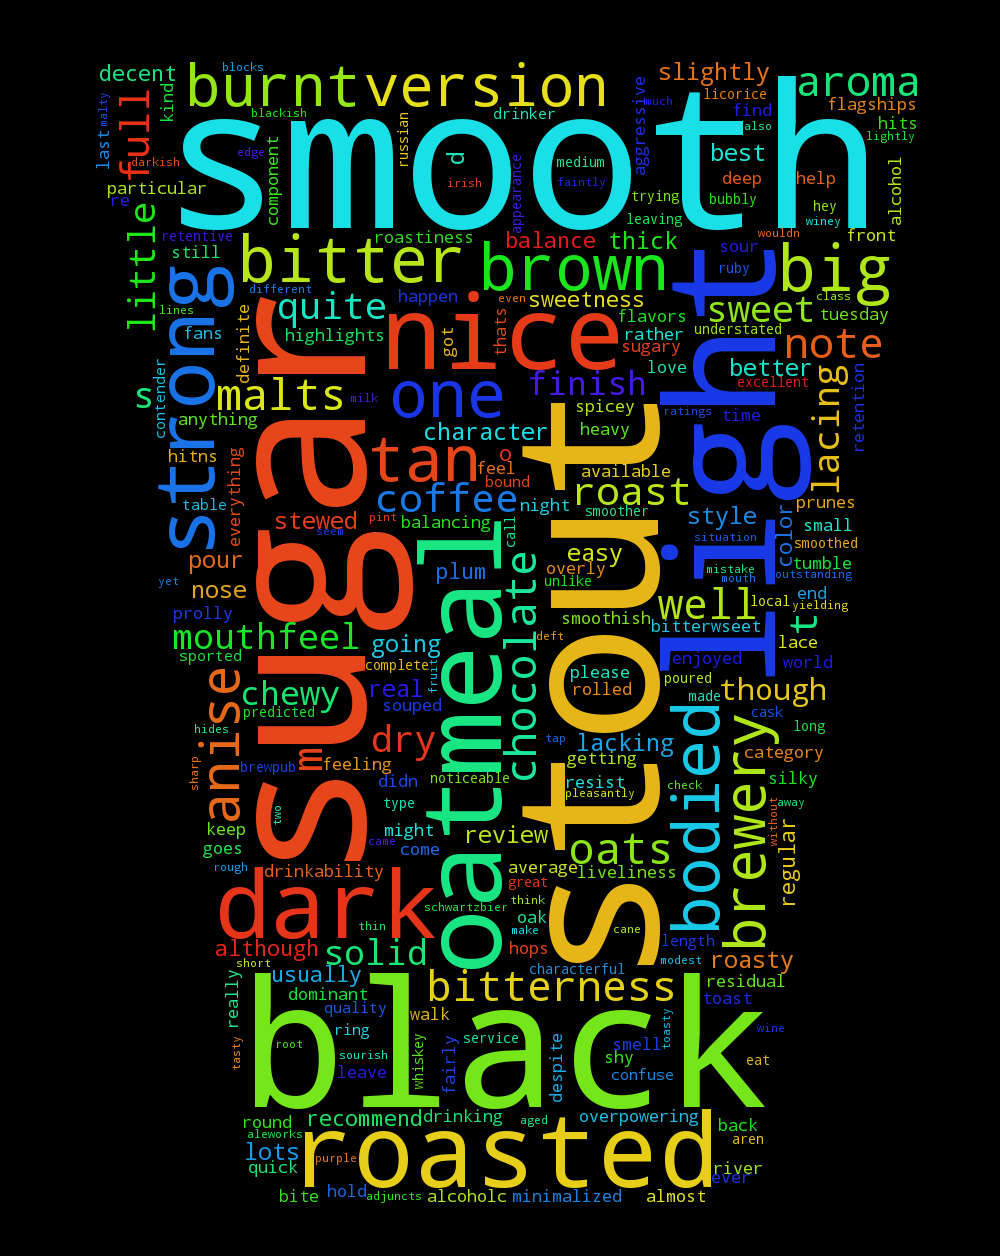 blocks
decent
burnt
version
slightly
aroma
kind
malty
blackish
drinker
much
licorice
flagships
full
last
smooth
russian
aggressive
find
also
hits
lightly
darkish
edge
component
d
medium
best
irish
faintly
appearance
deep
help
alcohol
particular
re
trying
bubbly
hey
leaving
winey
little
retentive
roastiness
balance
thick
wouldn
front
still
bitter
brown
sour
big
strong
different
quite
ruby
even
sweetness
class
lines
highlights
happen
nice
flavors
sweet
tuesday
fans
definite
got
thats
rather
understated
note
sugary
love
better
contender
s
malts
milk
one
finish
excellent
light
lacing
retention
anything
character
spicey
ratings
time
heavy
hitns
everything
sugar
tan
o
feel
bound
available
stout
table
stewed
pint
coffee
night
roast
prunes
seem
balancing
call
smoother
style
color
small
situation
smoothed
pour
oatmeal
plum
easy
overly
mistake
tumble
yet
nose
unlike
mouth
outstanding
prolly
chocolate
smoothish
well
local
end
yielding
mouthfeel
going
deft
bitterwseet
t
sported
complete
fruit
please
enjoyed
lace
world
chewy
real
rolled
poured
though
predicted
souped
made
anise
hides
m
dry
tap
lacking
bodied
cask
long
brewery
category
sharp
brewpub
feeling
didn
noticeable
getting
resist
check
silky
two
type
pleasantly
without
away
keep
goes
might
came
come
review
oats
regular
rough
drinkability
average
liveliness
great
dark
thin
schwartzbier
think
oak
make
cane
although
solid
hops
length
modest
roasty
short
usually
bitterness
characterful
residual
really
dominant
toast
quality
walk
black
ring
root
service
toasty
wine
tasty
sourish
leave
whiskey
fairly
despite
smell
shy
confuse
eat
round
recommend
drinking
aged
overpowering
back
aleworks
aren
lots
roasted
purple
quick
river
ever
bite
hold
adjuncts
alcoholc
minimalized
almost